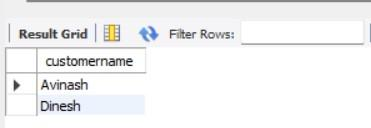 Result Grid Filter Rows:
customername
Avinash
Dinesh